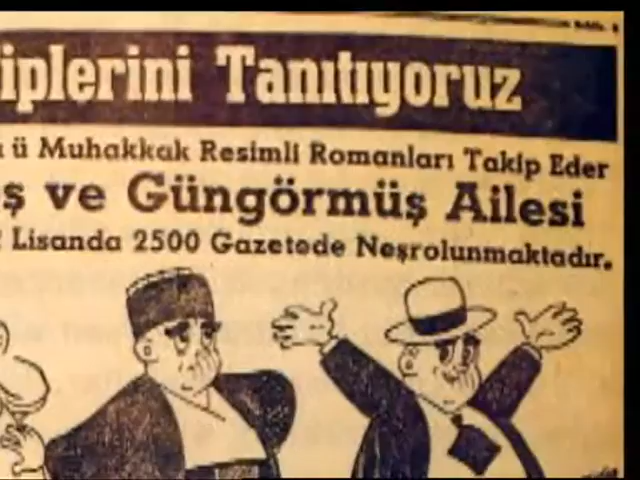 iplerini Tanıtıyoruz
ü Muhakkak Resimli Romanları Takip Eder
ş ve Güngörmüş Ailesi
Lisanda 2500 Gazetede Neşrolunmaktadır.